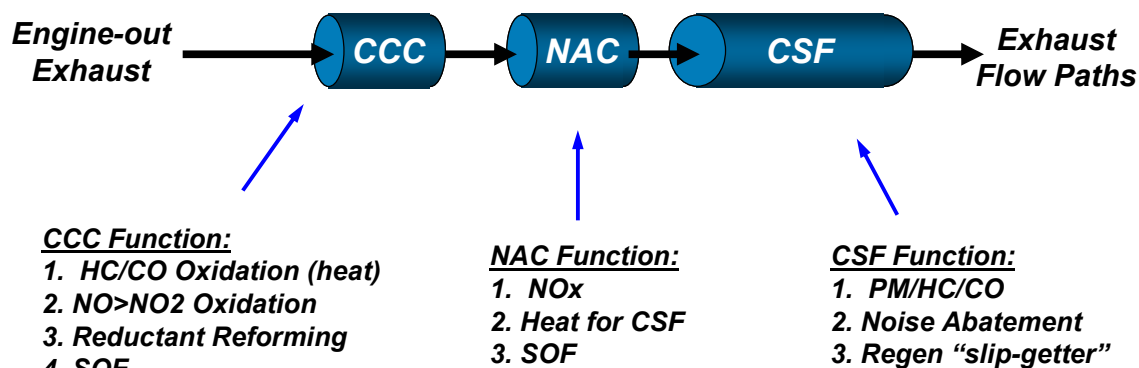 Engine-out
Exhaust
CCC
NAC
CSF
Exhaust
Flow Paths
CCC Function:
1. HC/CO Oxidation (heat)
2. NO>NO2 Oxidation
3. Reductant Reforming
4. SOF
NAC Function:
1. NOx
2. Heat for CSF
3. SOF
CSF Function:
1. PM/HC/CO
2. Noise Abatement
3. Regen “slip-getter”